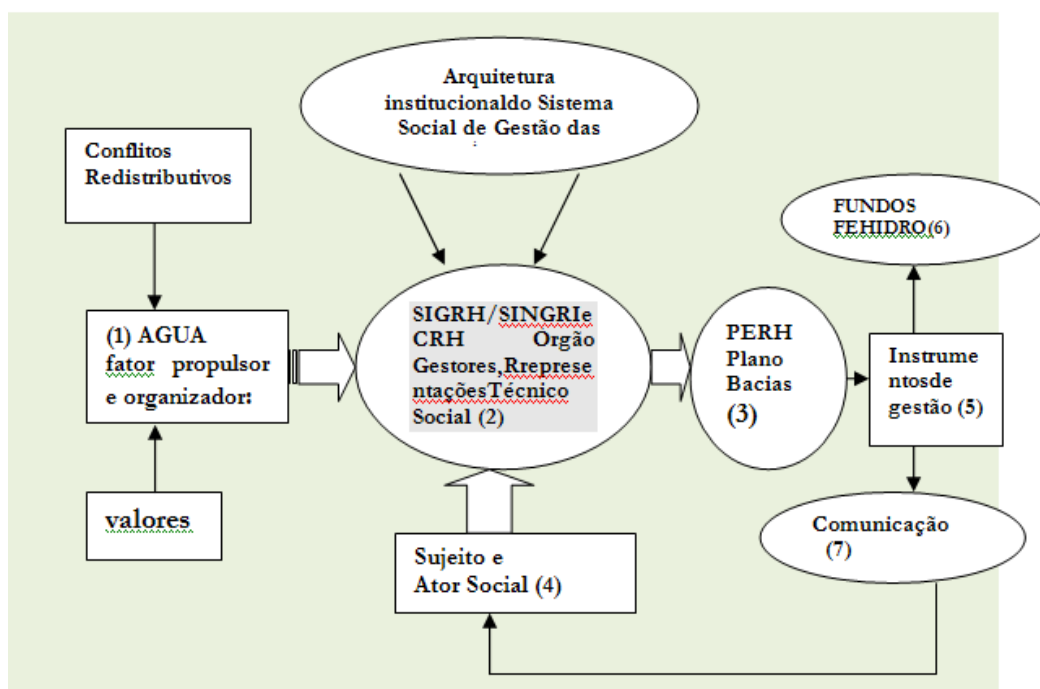 Arquitetura
institucionaldo Sistema
Social de Gestão das
Conflitos
Redistributivos
FUNDOS
FEHIDRO(6)
(1) AGUA
fator propulsor
e organizador:
SIGRH/SINGRIe
CRH Orgão
Gestores,Rreprese
ntaçõesTécnico
Social (2)
PERH
Plano
Bacias
(3)
Instrume
ntosde
gestão (5)
valores
Sujeito e
Ator Social (4)
Comunicação
(7)